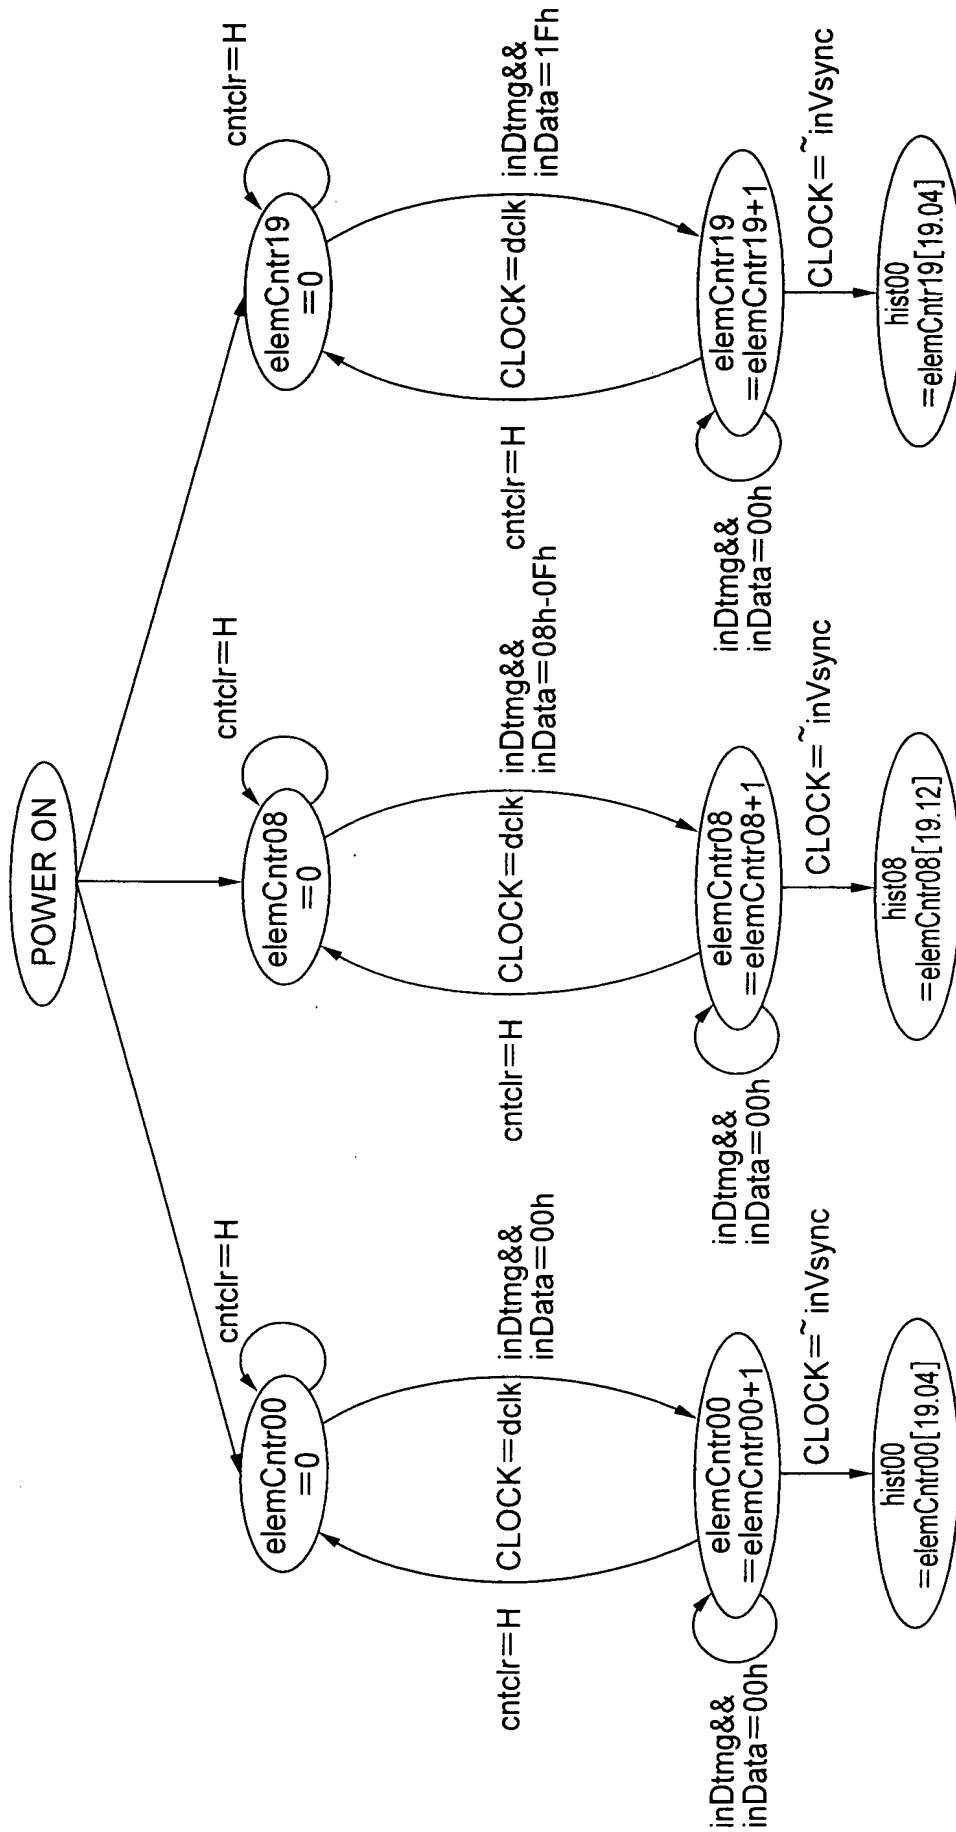 POWER ON
cntclr=H
elemCntr00
=0
cntclr=H
CLOCK=dclk
inDtmg&&
inData=00h
inDtmg&&
inData=00h
elemCntr00
=elemCntr00+1
CLOCK=~inVsync
hist00
=elemCntr00[19.04]
cntclr=H
elemCntr08
=0
cntclr=H
CLOCK=dclk
inDtmg&&
inData=08h-0Fh
inDtmg&&
inData=00h
elemCntr08
=elemCntr08+1
CLOCK=~inVsync
hist08
=elemCntr08[19.12]
cntclr=H
elemCntr19
=0
cntclr=H
CLOCK=dclk
inDtmg&&
inData=1Fh
inDtmg&&
inData=00h
elemCntr19
=elemCntr19+1
CLOCK=~inVsync
hist00
=elemCntr19[19.04]